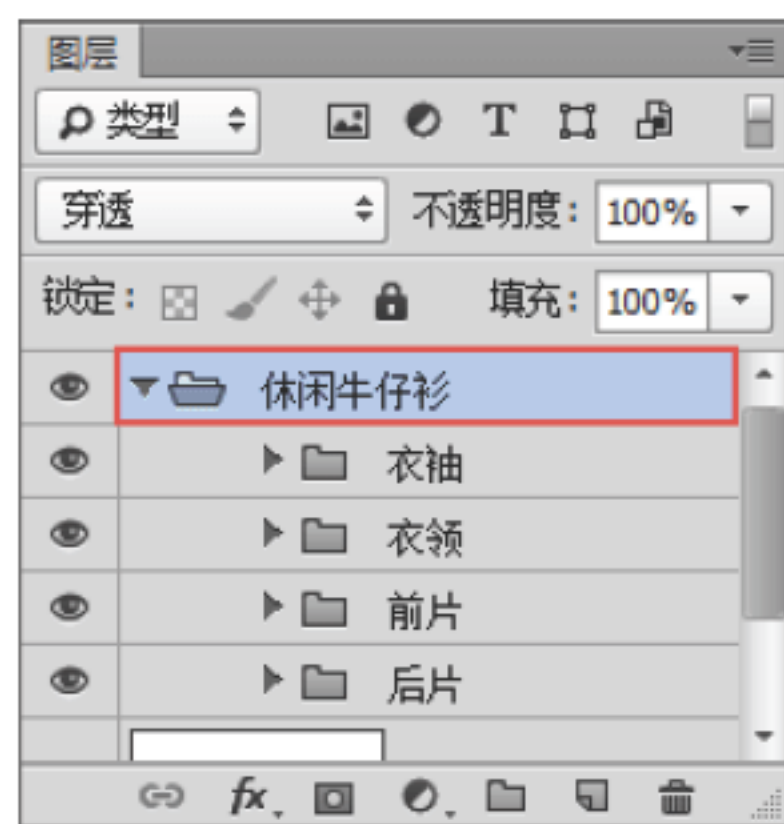 图层
类型 T
穿透 不透明度: 100%
锁定: 填充: 100%
休闲牛仔衫
衣袖
衣领
前片
后片
fx